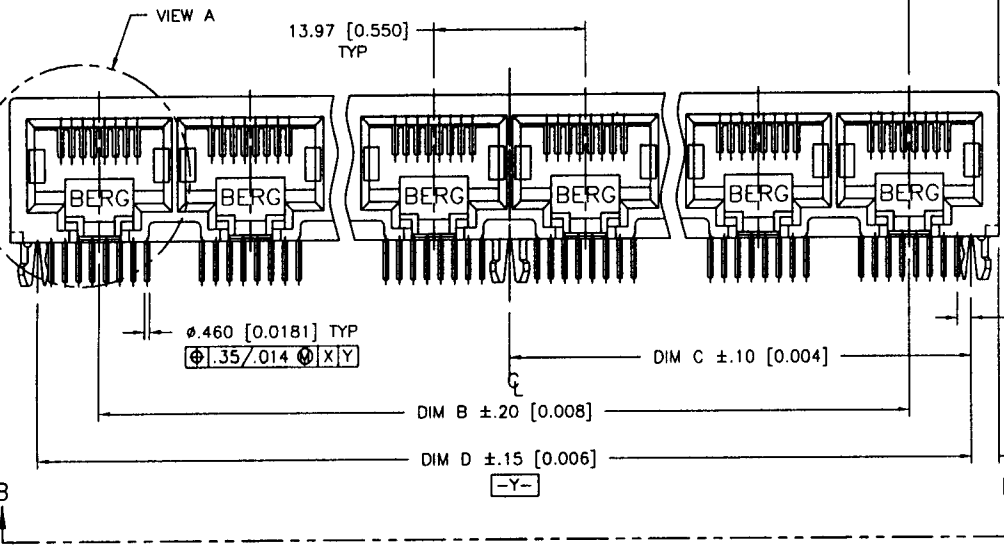 VIEW A
13.97 [0.550]
TYP
BERG BERG BERG BERG BERG BERG
ø.460 [0.0181] TYP
⌖ .35/.014 Ⓜ X Y
DIM C ±.10 [0.004]
℄
DIM B ±.20 [0.008]
DIM D ±.15 [0.006]
-Y-
B